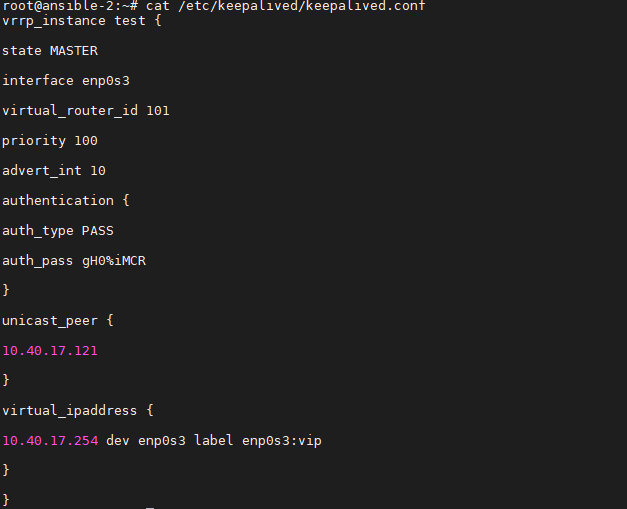 root@ansible-2:~# cat /etc/keepalived/keepalived.conf
vrrp_instance test {
state MASTER
interface enp0s3
virtual_router_id 101
priority 100
advert_int 10
authentication {
auth_type PASS
auth_pass gH0%iMCR
}
unicast_peer {
10.40.17.121
}
virtual_ipaddress {
10.40.17.254 dev enp0s3 label enp0s3:vip
}
}